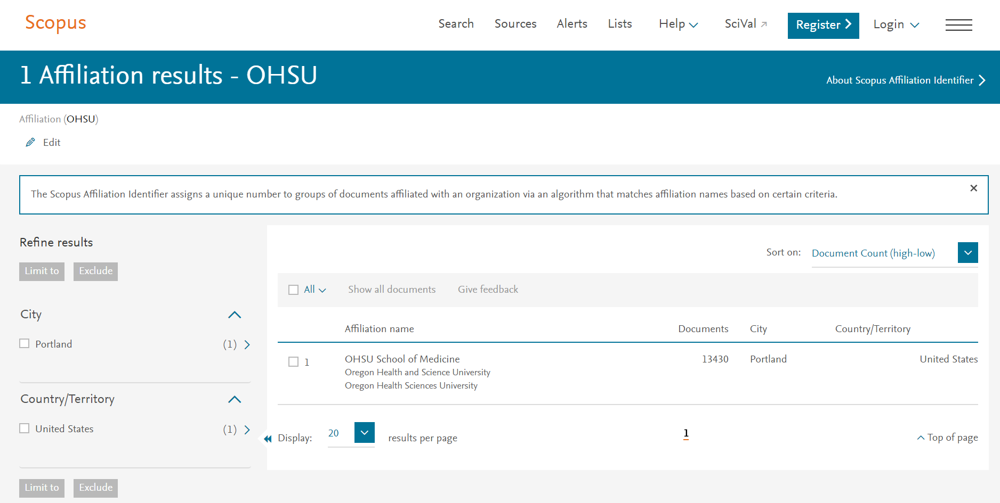 Scopus
Search Sources Alerts Lists Help SciVal Register Login
1 Affiliation results - OHSU
About Scopus Affiliation Identifier
Affiliation (OHSU)
Edit
The Scopus Affiliation Identifier assigns a unique number to groups of documents affiliated with an organization via an algorithm that matches affiliation names based on certain criteria.
Refine results
Limit to Exclude
City
Portland (1)
Country/Territory
United States (1)
Limit to Exclude
Sort on: Document Count (high-low)
All Show all documents Give feedback
Affiliation name Documents City Country/Territory
1 OHSU School of Medicine 13430 Portland United States
Oregon Health and Science University
Oregon Health Sciences University
Display: 20 results per page 1 Top of page